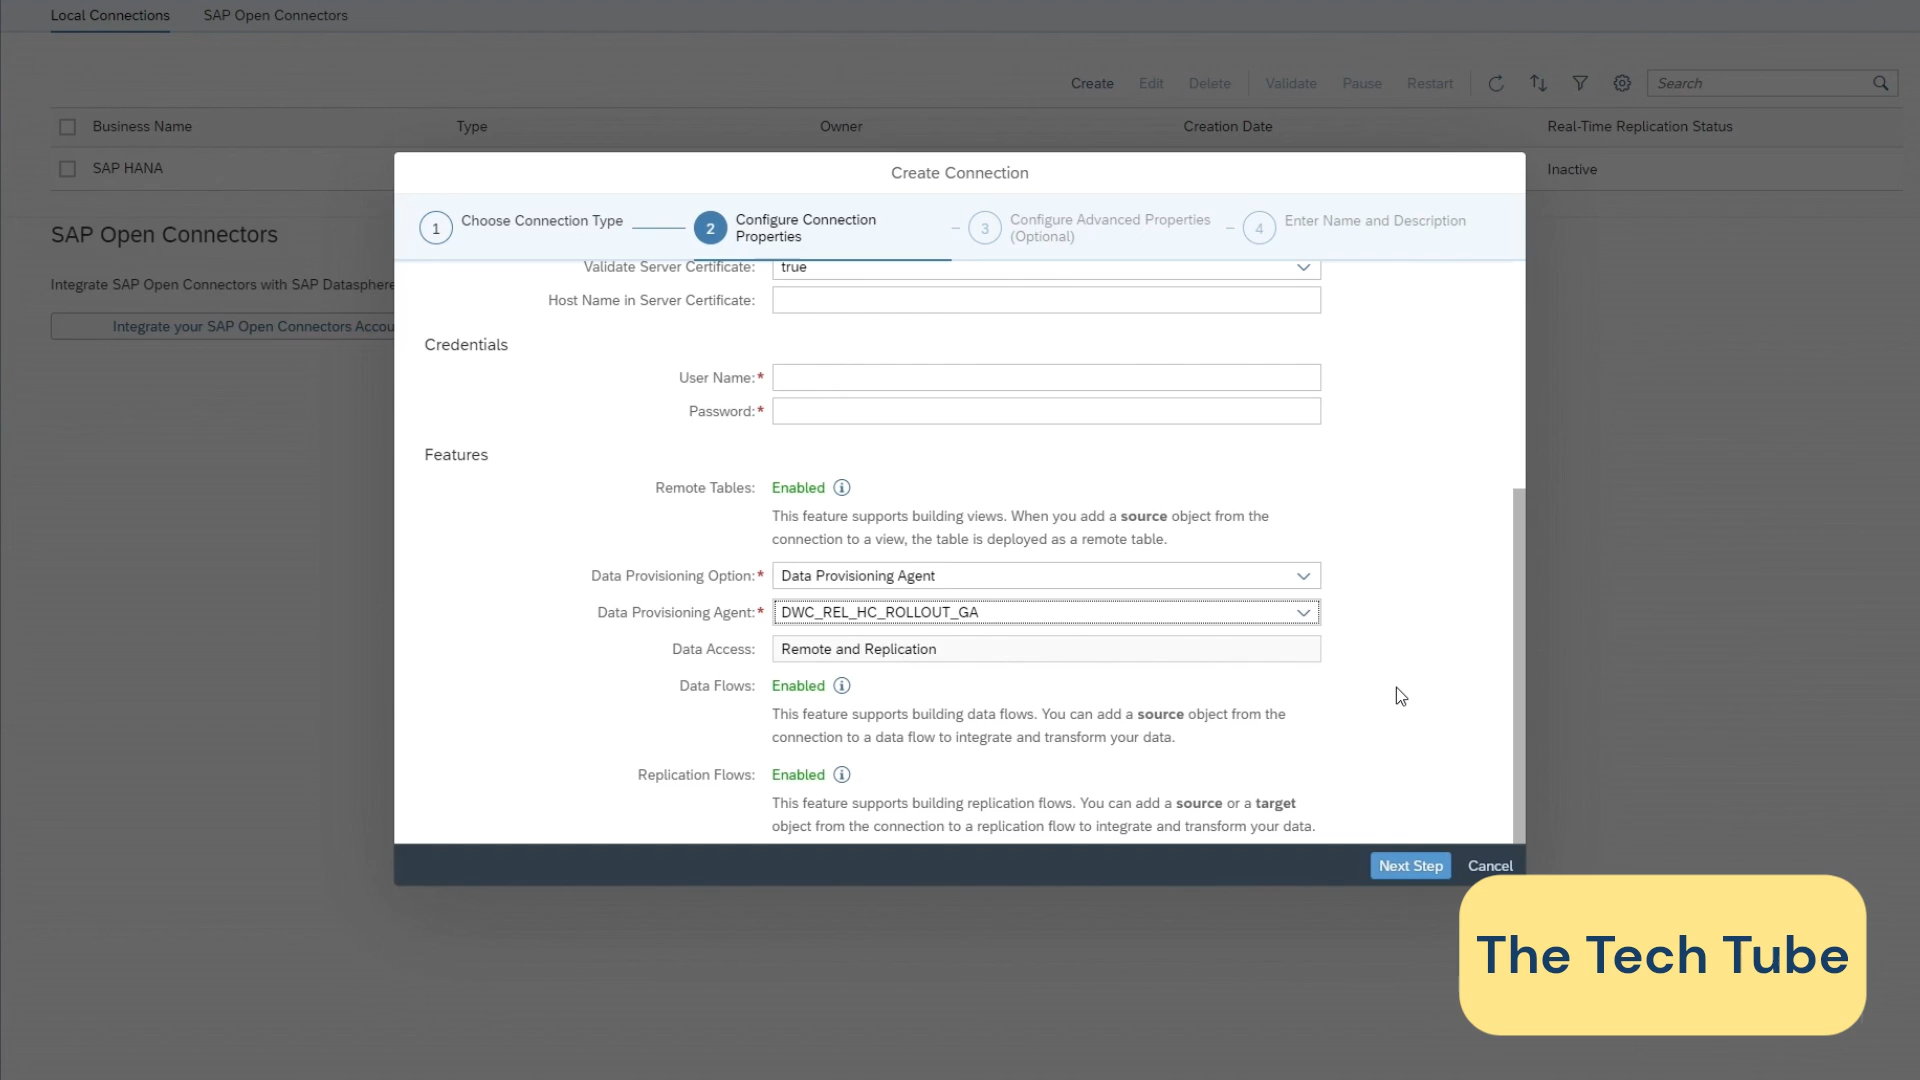 Local Connections SAP Open Connectors
Create Edit Delete Validate Pause Restart Search
Business Name Type Owner Creation Date Real-Time Replication Status
SAP HANA Inactive
SAP Open Connectors
Integrate SAP Open Connectors with SAP Datasphere
Integrate your SAP Open Connectors Accou
Create Connection
1 Choose Connection Type
2 Configure Connection
Properties
3 Configure Advanced Properties
(Optional)
4 Enter Name and Description
Validate Server Certificate: true
Host Name in Server Certificate:
Credentials
User Name:*
Password:*
Features
Remote Tables: Enabled
This feature supports building views. When you add a source object from the
connection to a view, the table is deployed as a remote table.
Data Provisioning Option:* Data Provisioning Agent
Data Provisioning Agent:* DWC_REL_HC_ROLLOUT_GA
Data Access: Remote and Replication
Data Flows: Enabled
This feature supports building data flows. You can add a source object from the
connection to a data flow to integrate and transform your data.
Replication Flows: Enabled
This feature supports building replication flows. You can add a source or a target
object from the connection to a replication flow to integrate and transform your data.
Next Step Cancel
The Tech Tube